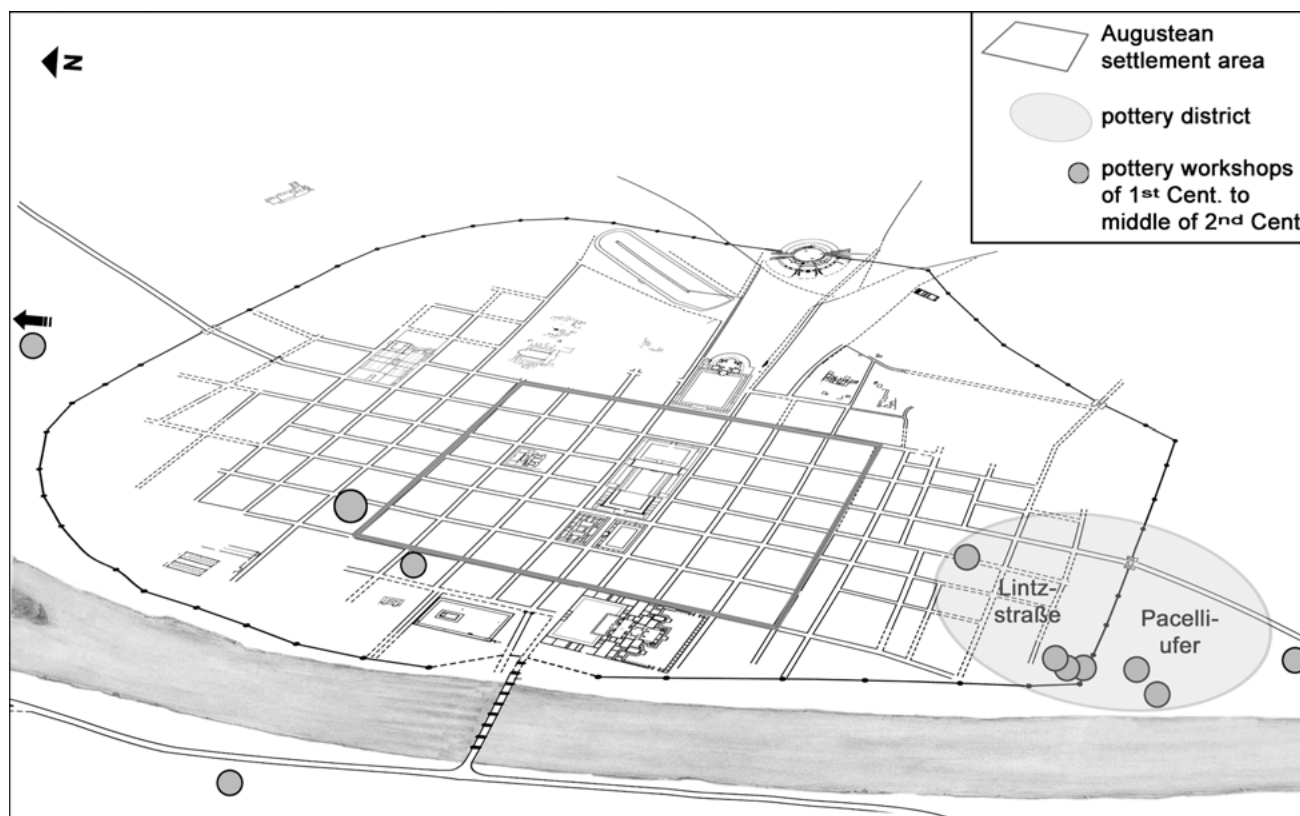 N
Augustean
settlement area
pottery district
pottery workshops
of 1st Cent. to
middle of 2nd Cent
Lintz-
straße
Pacelli-
ufer